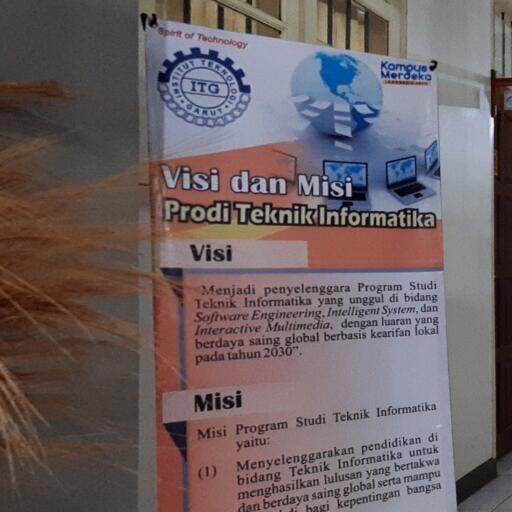 Spirit of Technology
INSTITUT TEKNOLOGI
ITG
GARUT
Kampus
Merdeka
INDONESIA JAYA
Visi dan Misi
Prodi Teknik Informatika
Visi
"Menjadi penyelenggara Program Studi
Teknik Informatika yang unggul di bidang
Software Engineering, Intelligent System, dan
Interactive Multimedia, dengan luaran yang
berdaya saing global berbasis kearifan lokal
pada tahun 2030".
Misi
Misi Program Studi Teknik Informatika
yaitu:
(1) Menyelenggarakan pendidikan di
bidang Teknik Informatika untuk
menghasilkan lulusan yang bertakwa
dan berdaya saing global serta mampu
bagi kepentingan bangsa